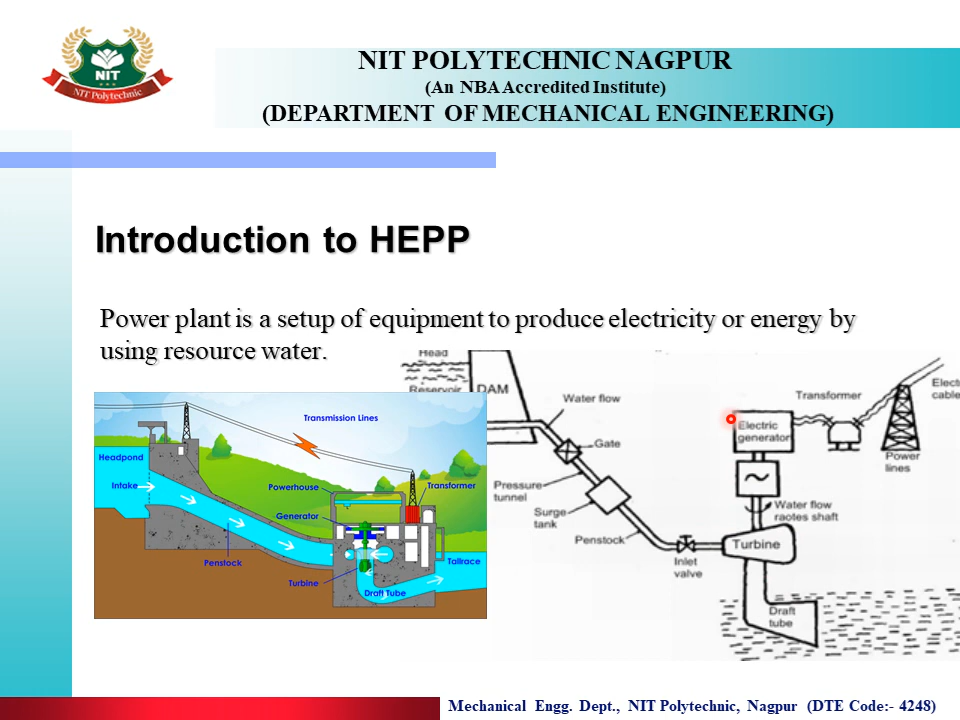 NIT
NIT Polytechnic
NIT POLYTECHNIC NAGPUR
(An NBA Accredited Institute)
(DEPARTMENT OF MECHANICAL ENGINEERING)
Introduction to HEPP
Power plant is a setup of equipment to produce electricity or energy by
using resource water.
Transmission Lines
Headpond
Intake
Powerhouse
Transformer
Generator
Penstock
Turbine
Tailrace
Draft Tube
Head
Reservoir
DAM
Water flow
Gate
Pressure
tunnel
Surge
tank
Penstock
Inlet
valve
Transformer
Electric
generator
Power
lines
cable
Water flow
raotes shaft
Turbine
Draft
tube
Mechanical Engg. Dept., NIT Polytechnic, Nagpur (DTE Code:- 4248)